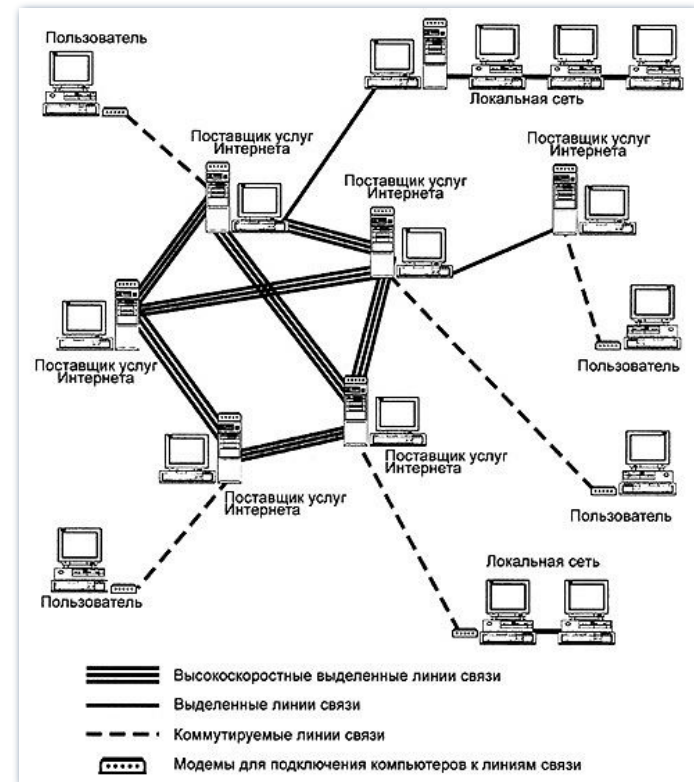 Пользователь
Локальная сеть
Поставщик услуг
Интернета
Поставщик услуг
Интернета
Поставщик услуг
Интернета
Поставщик услуг
Интернета
Пользователь
Поставщик услуг
Интернета
Поставщик услуг
Интернета
Пользователь
Локальная сеть
Пользователь
Высокоскоростные выделенные линии связи
Выделенные линии связи
Коммутируемые линии связи
Модемы для подключения компьютеров к линиям связи